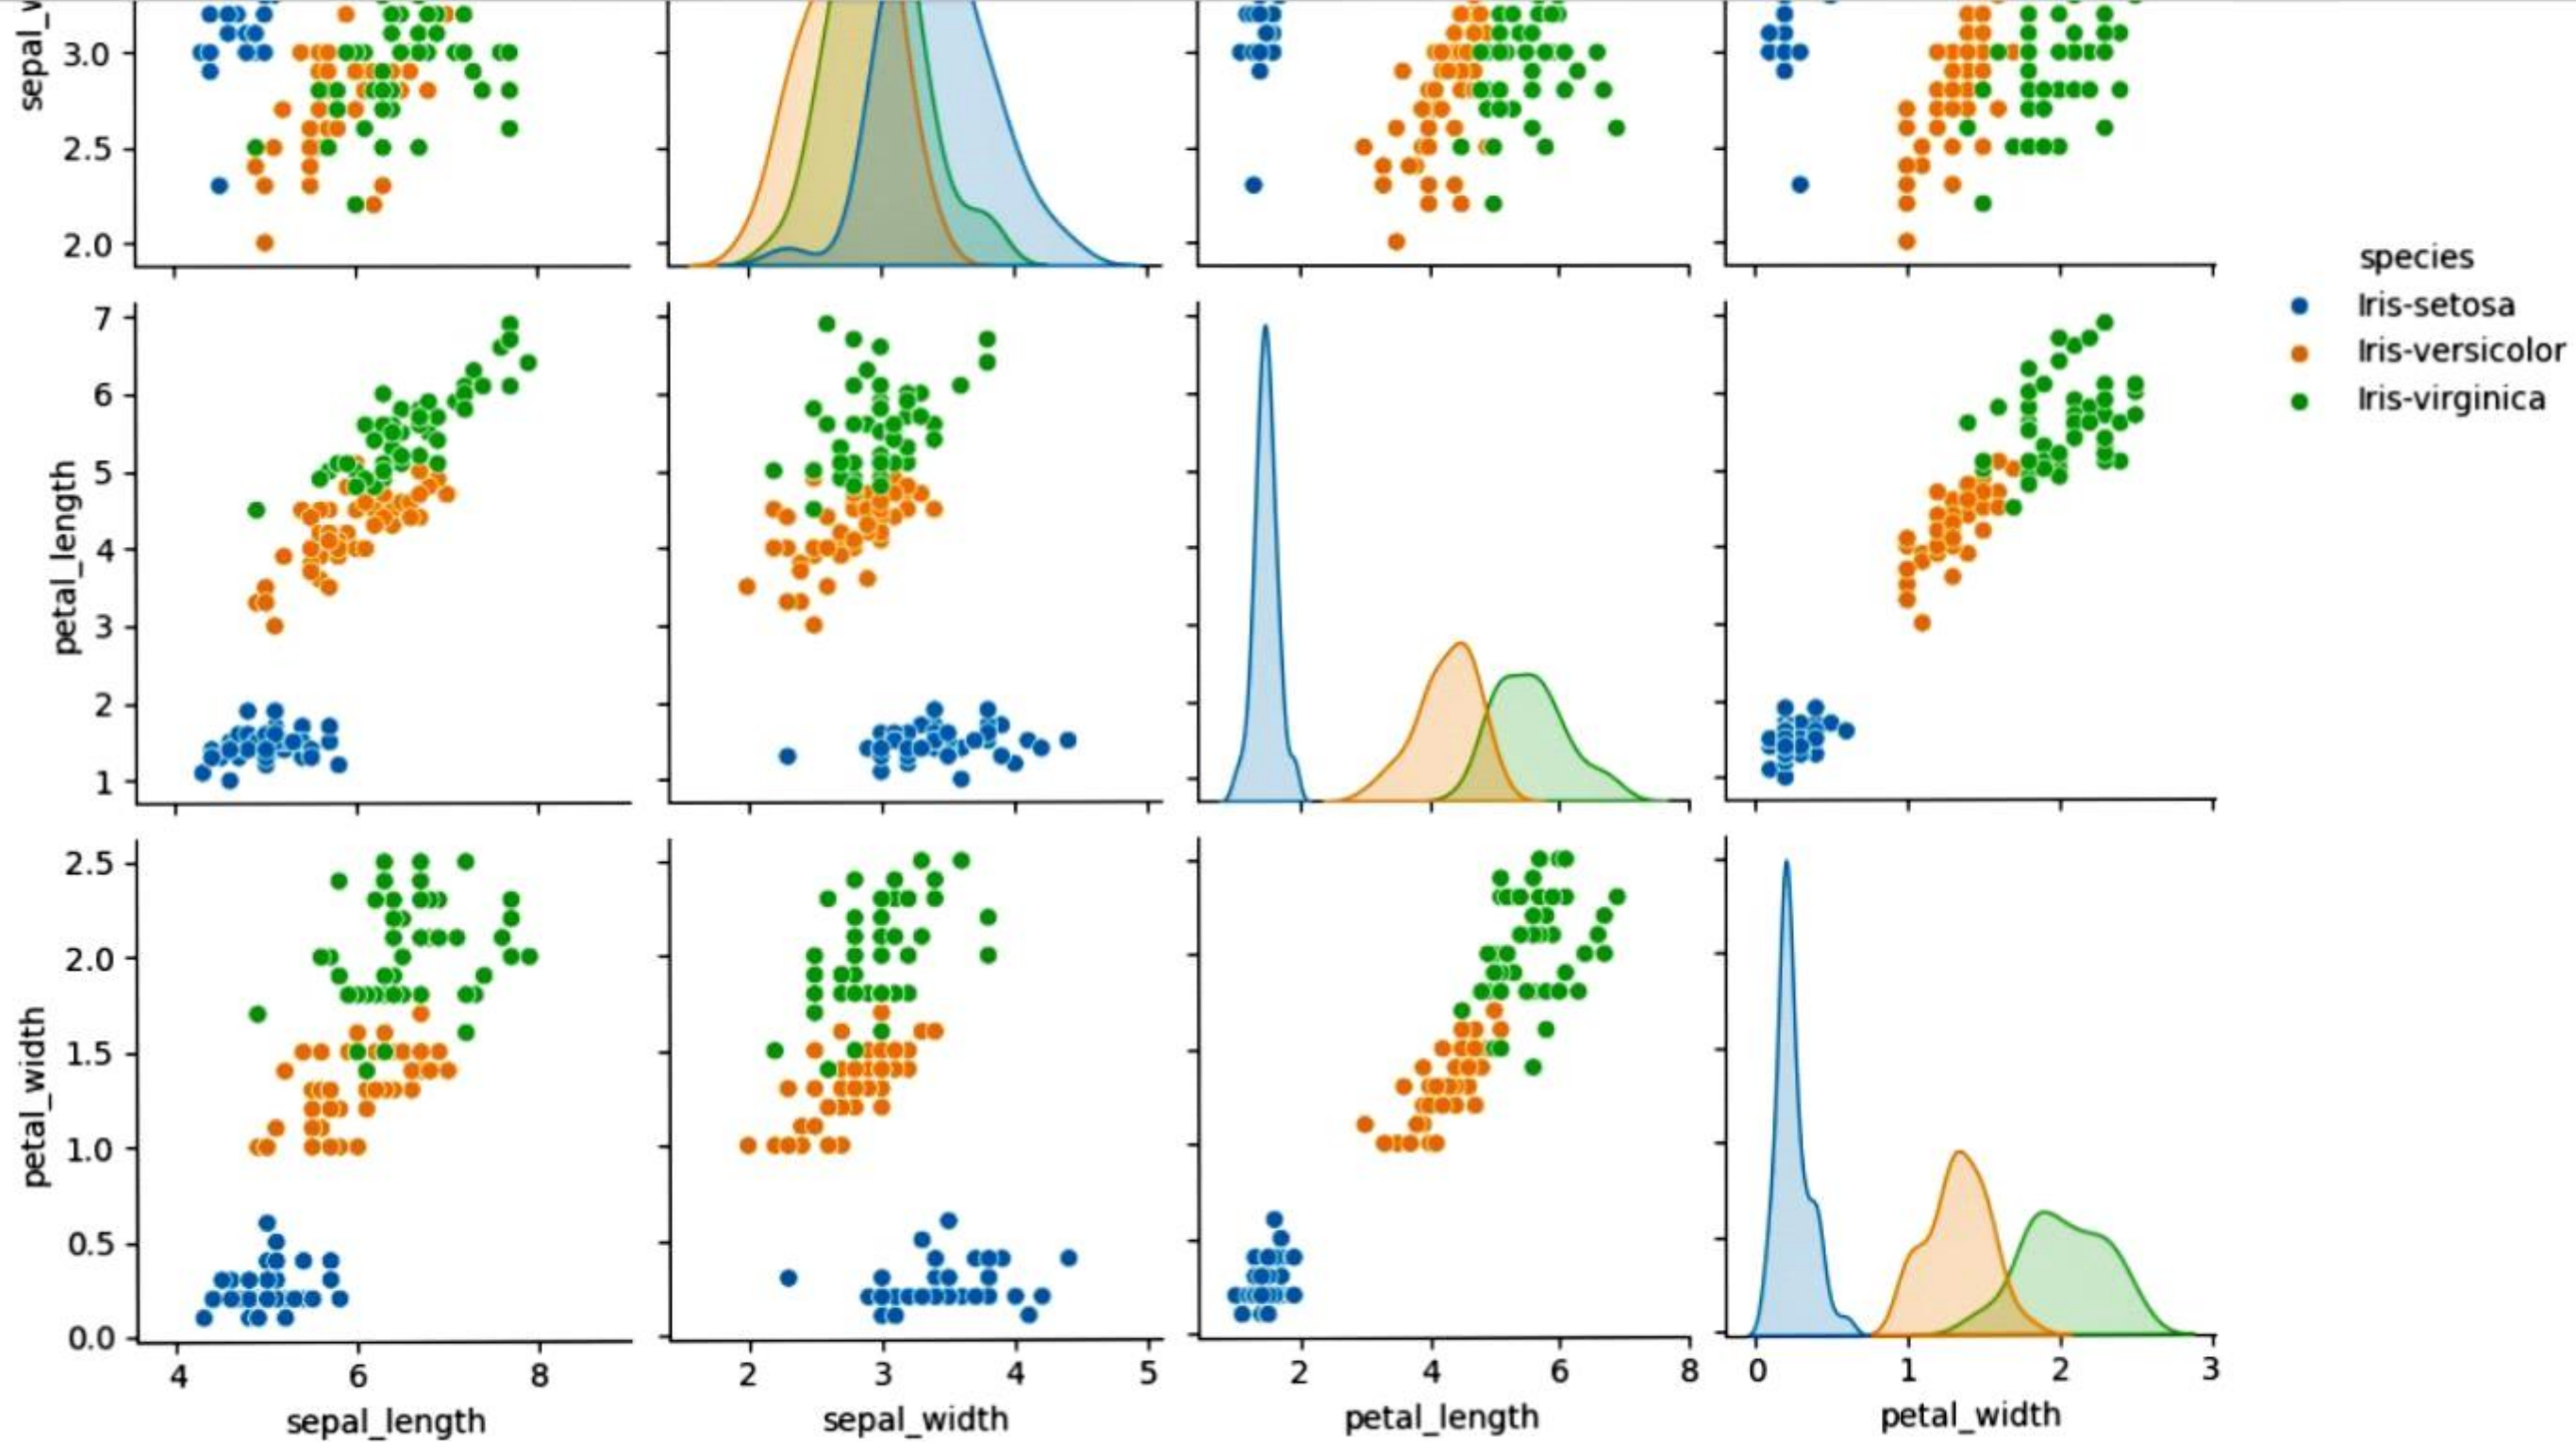 sepal_w
3.0
2.5
2.0
species
Iris-setosa
Iris-versicolor
Iris-virginica
petal_length
7
6
5
4
3
2
1
petal_width
2.5
2.0
1.5
1.0
0.5
0.0
4 6 8 2 3 4 5 2 4 6 8 0 1 2 3
sepal_length sepal_width petal_length petal_width